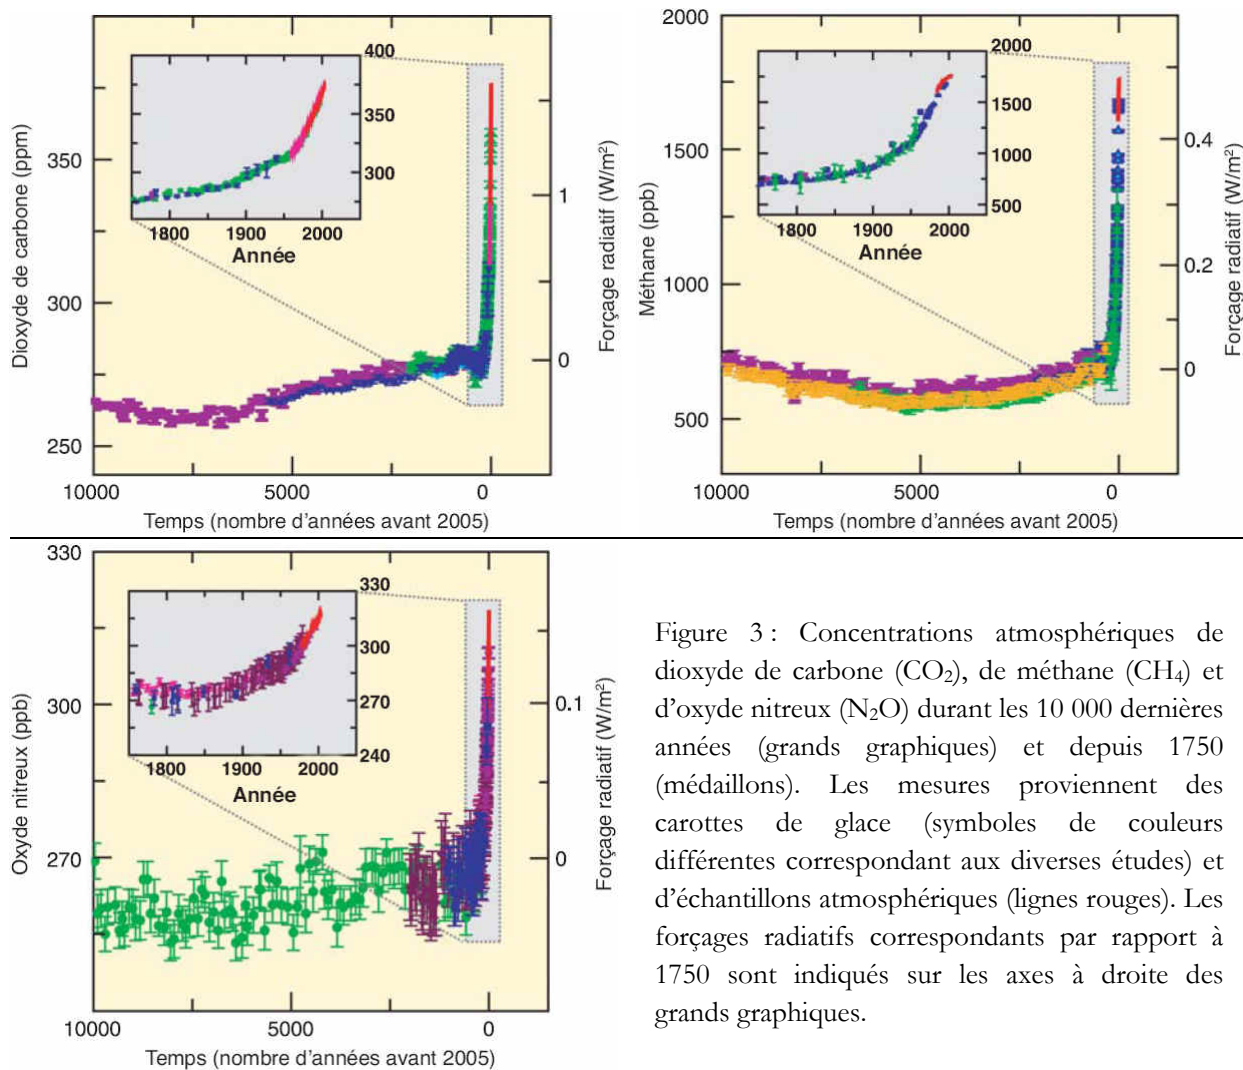 Dioxyde de carbone (ppm)
350
300
250
400
350
300
1800 1900 2000
Année
1
0
Forçage radiatif (W/m²)
10000 5000 0
Temps (nombre d'années avant 2005)
Méthane (ppb)
2000
1500
1000
500
2000
1500
1000
500
1800 1900 2000
Année
0.4
0.2
0
Forçage radiatif (W/m²)
10000 5000 0
Temps (nombre d'années avant 2005)
Oxyde nitreux (ppb)
330
300
270
330
300
270
240
1800 1900 2000
Année
0.1
0
Forçage radiatif (W/m²)
10000 5000 0
Temps (nombre d'années avant 2005)
Figure 3 : Concentrations atmosphériques de
dioxyde de carbone (CO₂), de méthane (CH₄) et
d'oxyde nitreux (N₂O) durant les 10 000 dernières
années (grands graphiques) et depuis 1750
(médaillons). Les mesures proviennent des
carottes de glace (symboles de couleurs
différentes correspondant aux diverses études) et
d'échantillons atmosphériques (lignes rouges). Les
forçages radiatifs correspondants par rapport à
1750 sont indiqués sur les axes à droite des
grands graphiques.